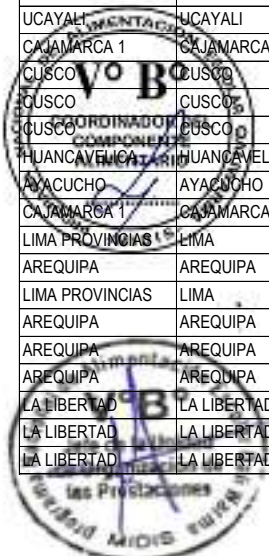 UCAYALI UCAYALI
CAJAMARCA 1 CAJAMARCA
CUSCO CUSCO
CUSCO CUSCO
CUSCO CUSCO
HUANCAVELICA HUANCAVEL
AYACUCHO AYACUCHO
CAJAMARCA 1 CAJAMARCA
LIMA PROVINCIAS LIMA
AREQUIPA AREQUIPA
LIMA PROVINCIAS LIMA
AREQUIPA AREQUIPA
AREQUIPA AREQUIPA
AREQUIPA AREQUIPA
LA LIBERTAD LA LIBERTAD
LA LIBERTAD LA LIBERTAD
LA LIBERTAD LA LIBERTAD
V° B°
COORDINADOR
COMPONENTE
ALIMENTARIO
las Prestaciones
MIDIS